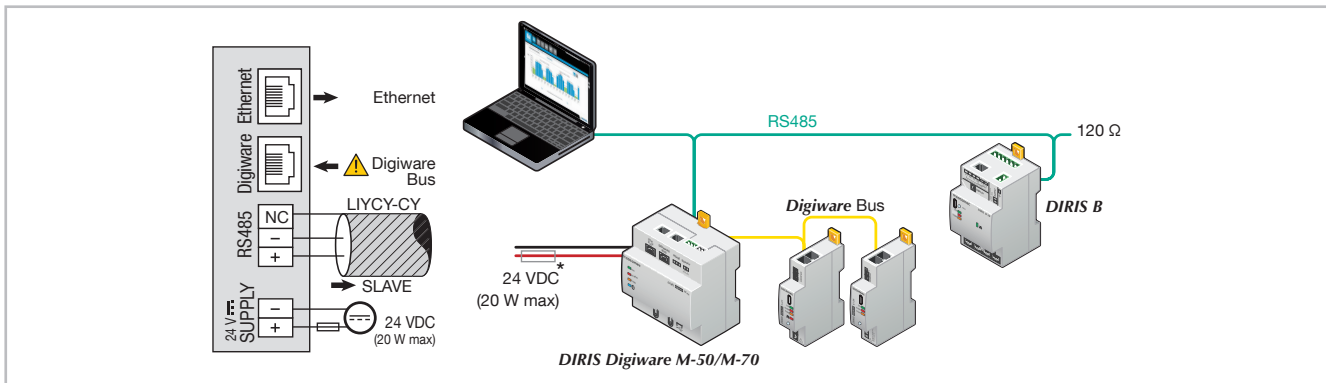 Ethernet
Ethernet
Digiware
Digiware
Bus
LIYCY-CY
RS485
NC
–
+
SLAVE
24 V
SUPPLY
–
+
24 VDC
(20 W max)
RS485
120 Ω
Digiware Bus
DIRIS B
24 VDC
*
(20 W max)
DIRIS Digiware M-50/M-70